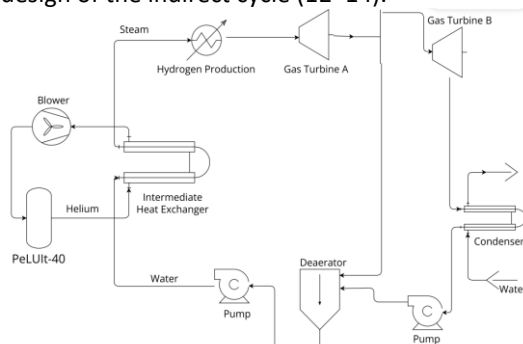 design of the indirect cycle (12–14).
Gas Turbine B
Steam
Hydrogen Production
Gas Turbine A
Blower
Intermediate
Heat Exchanger
Helium
PeLUIt-40
Condenser
Deaerator
Water
Water
C
C
Pump
Pump